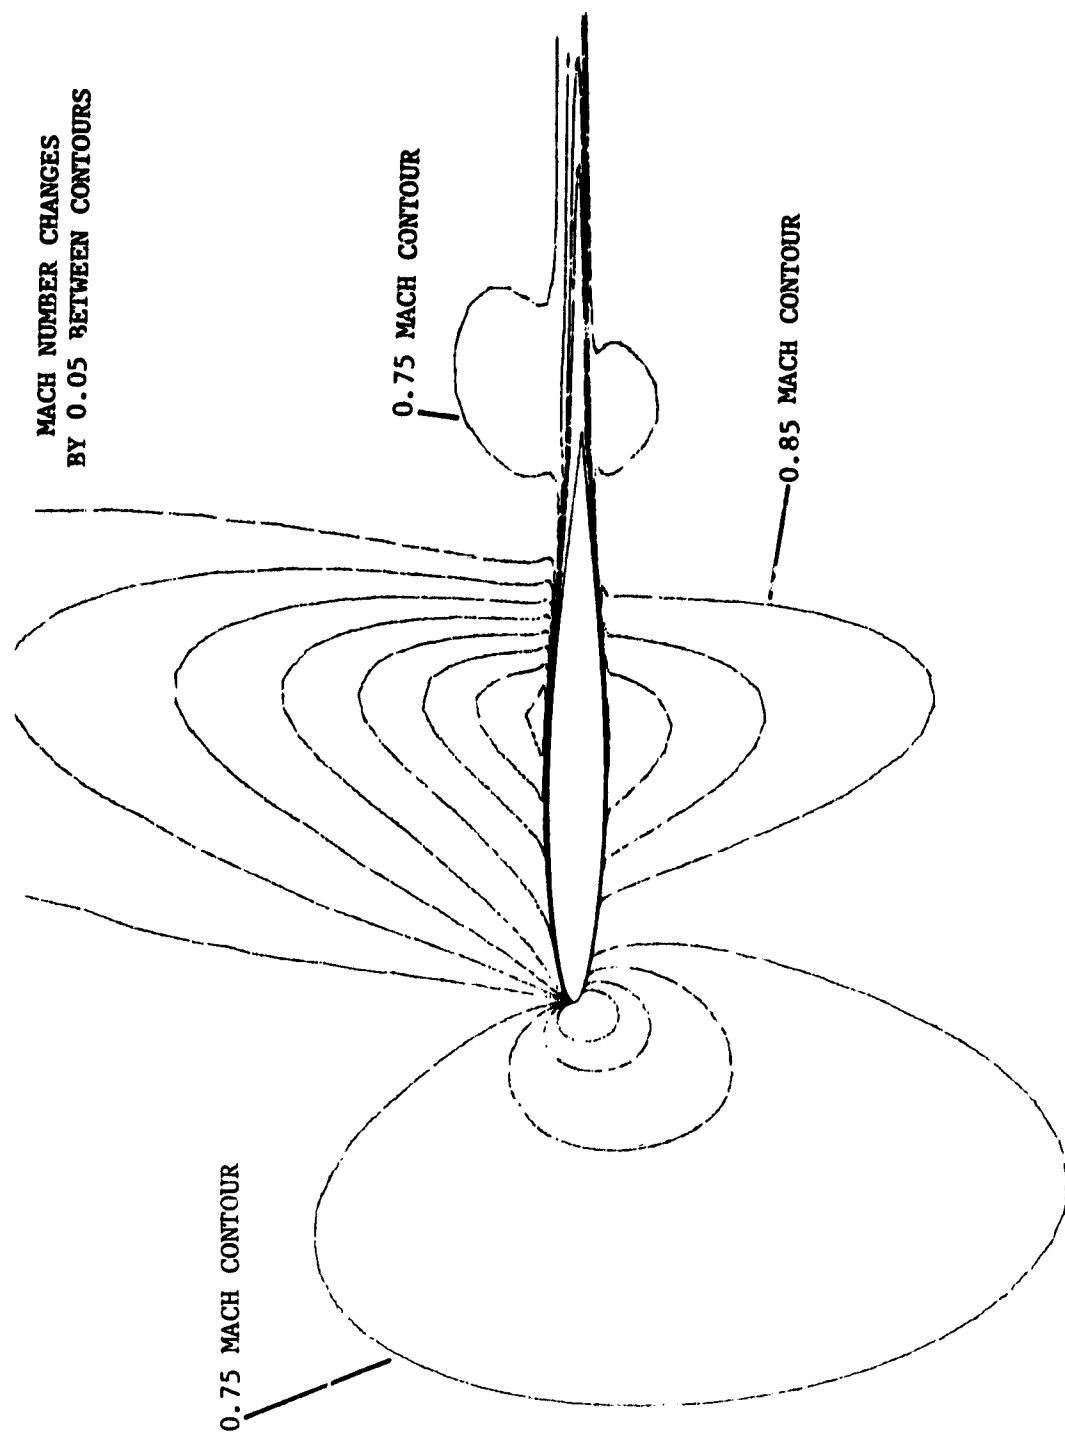 MACH NUMBER CHANGES
BY 0.05 BETWEEN CONTOURS
0.75 MACH CONTOUR
0.75 MACH CONTOUR
0.85 MACH CONTOUR